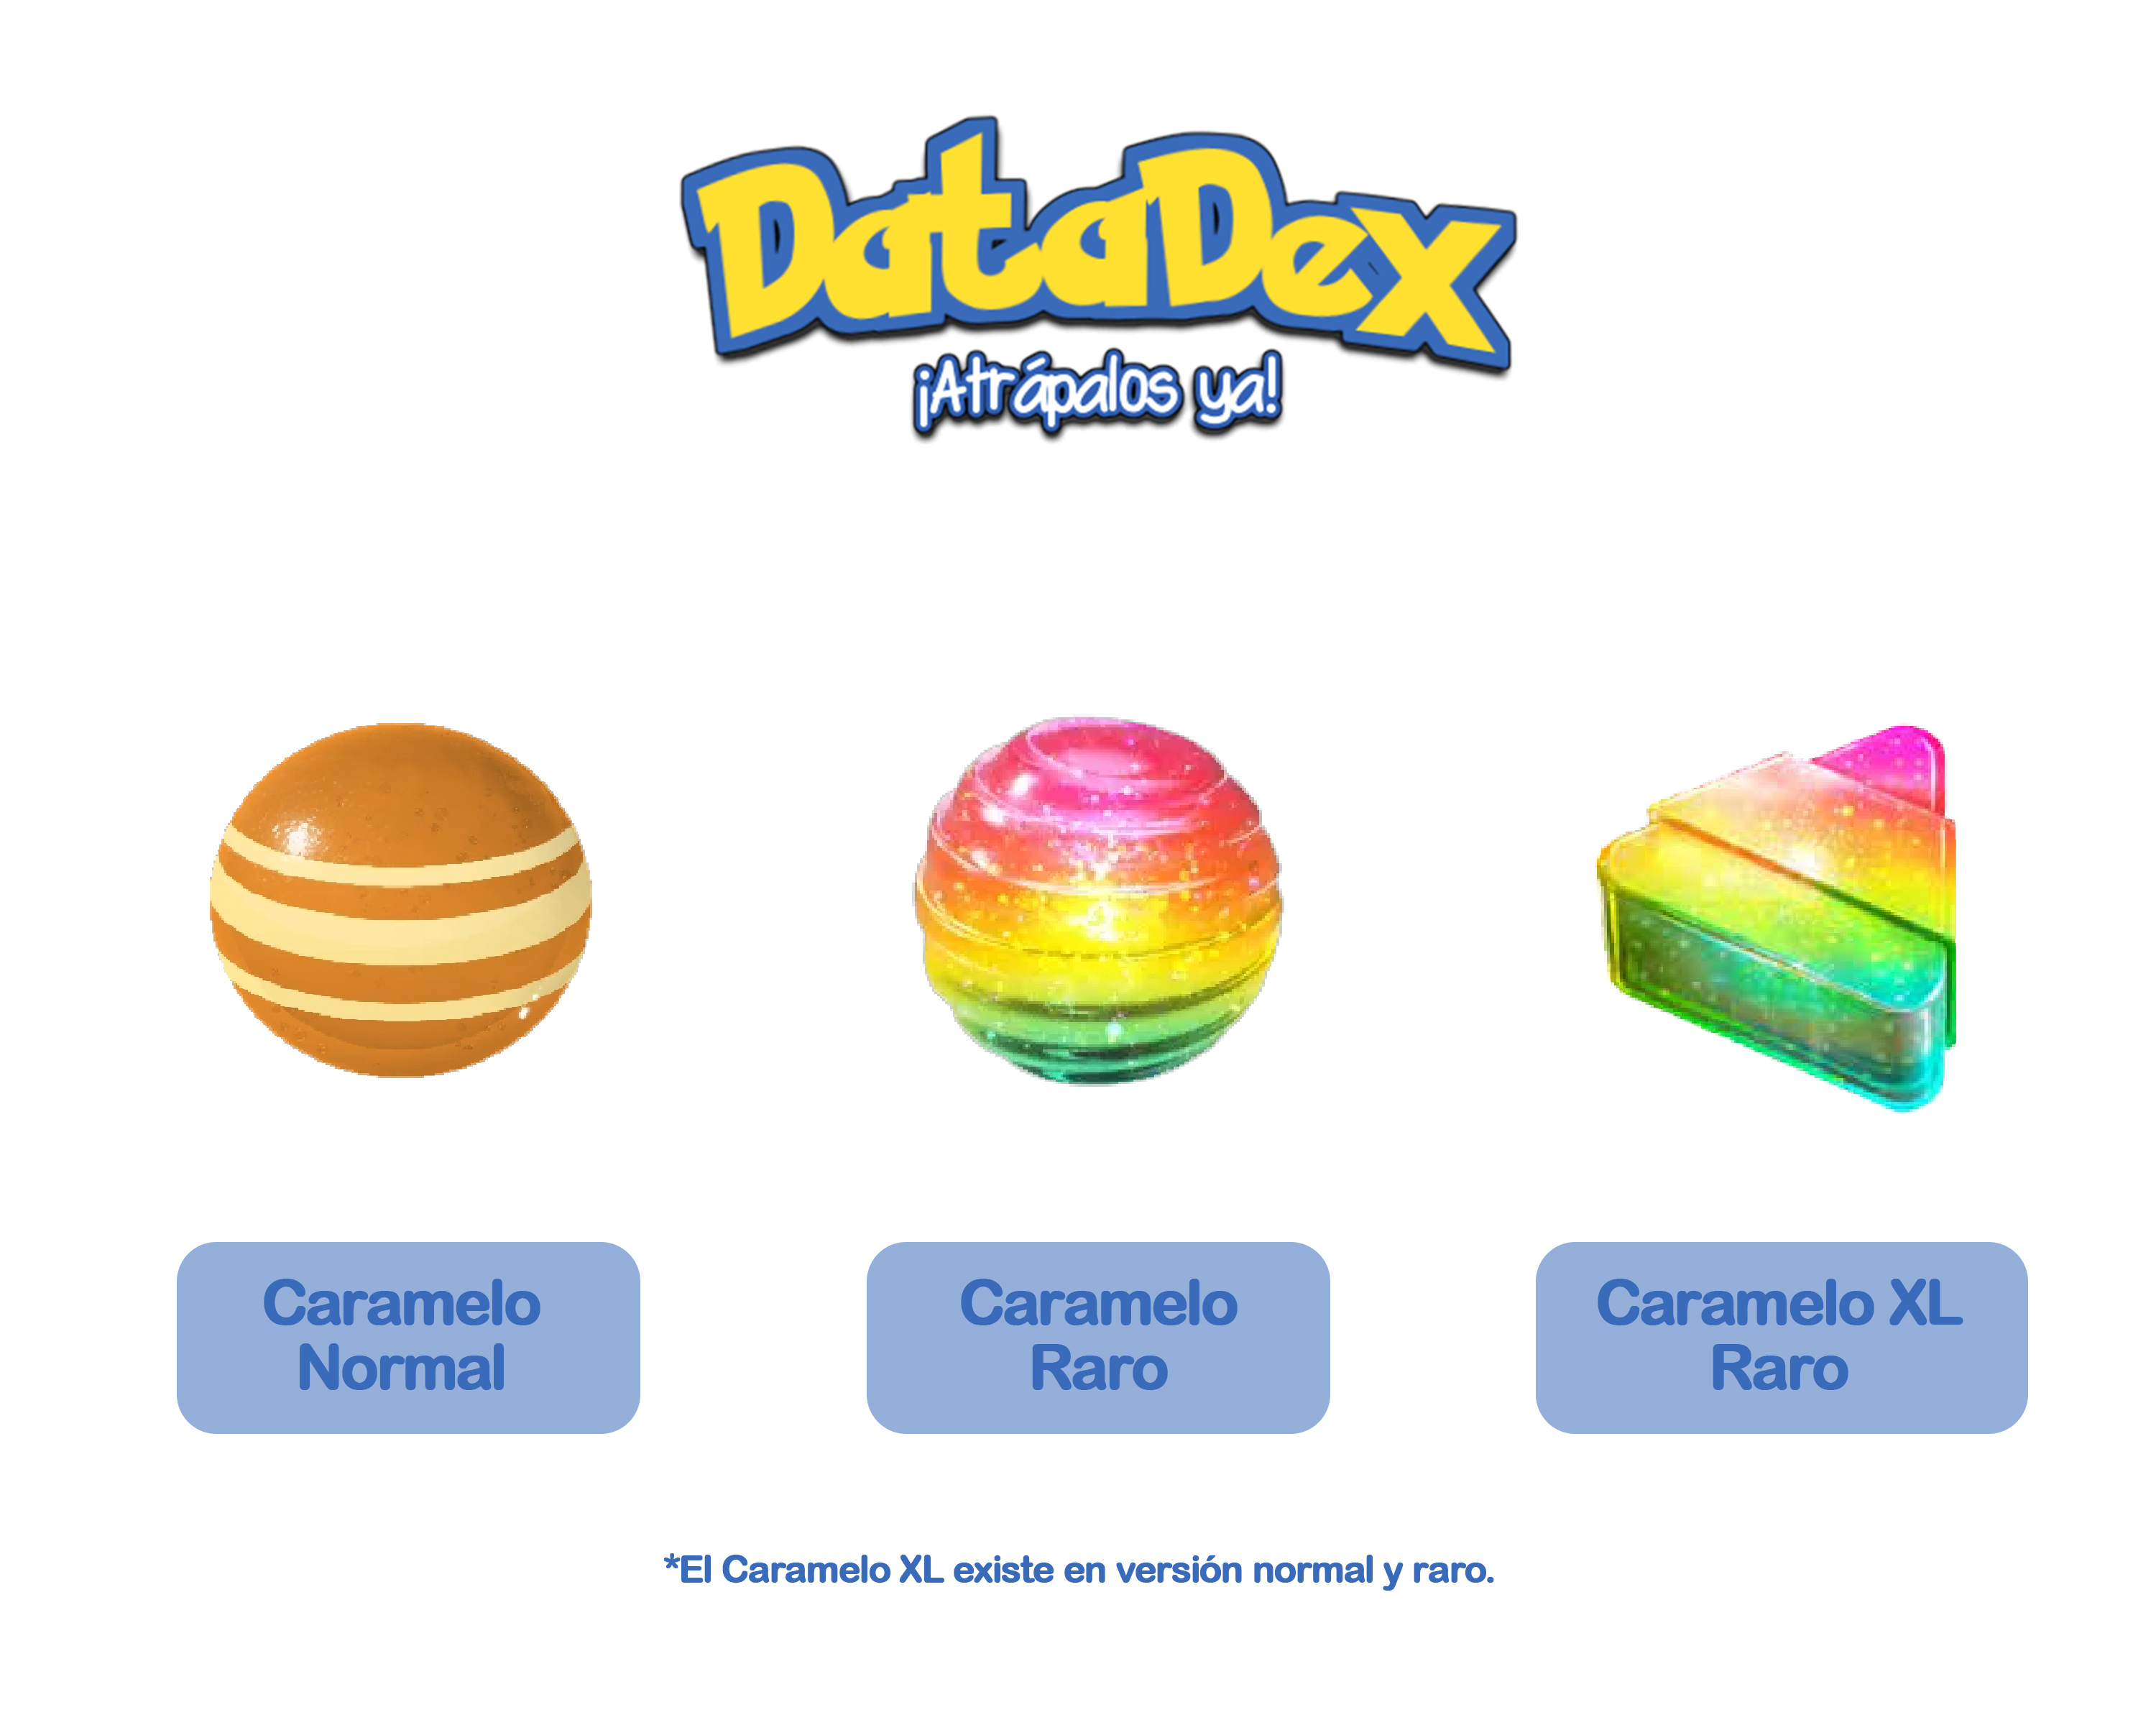 DataDex
¡Atrápalos ya!
Caramelo
Normal
Caramelo
Raro
Caramelo XL
Raro
*El Caramelo XL existe en versión normal y raro.